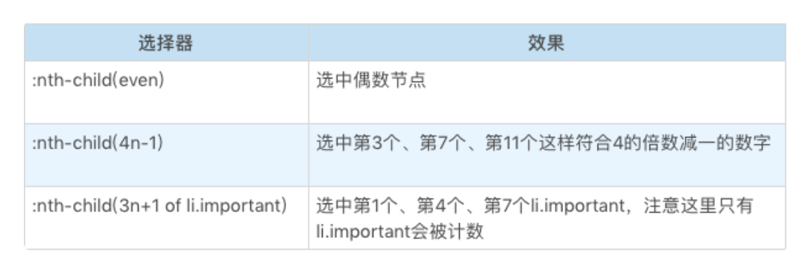 选择器
效果
:nth-child(even)
选中偶数节点
:nth-child(4n-1)
选中第3个、第7个、第11个这样符合4的倍数减一的数字
:nth-child(3n+1 of li.important)
选中第1个、第4个、第7个li.important，注意这里只有
li.important会被计数